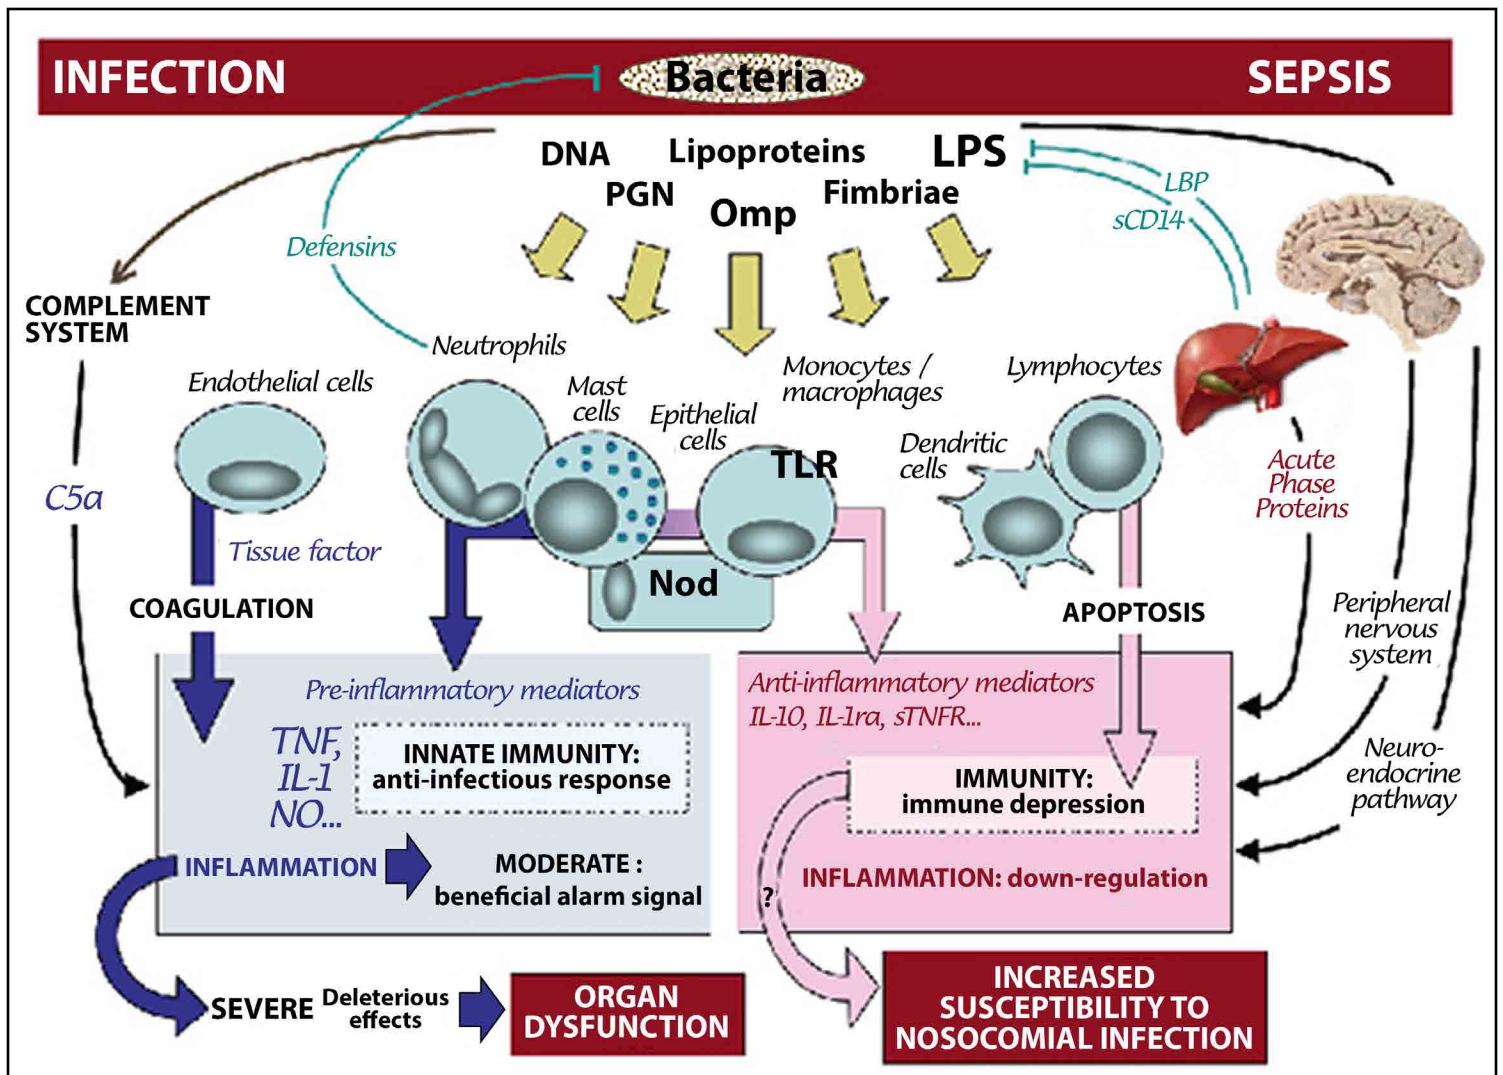 INFECTION
Bacteria
SEPSIS
DNA
Lipoproteins
LPS
PGN
Omp
Fimbriae
LBP
sCD14
Defensins
COMPLEMENT
SYSTEM
Neutrophils
Endothelial cells
Mast
cells
Epithelial
cells
Monocytes /
macrophages
Lymphocytes
Dendritic
cells
TLR
Nod
Acute
Phase
Proteins
C5a
Tissue factor
COAGULATION
APOPTOSIS
Peripheral
nervous
system
Neuro-
endocrine
pathway
Pre-inflammatory mediators
TNF,
IL-1
NO...
INNATE IMMUNITY:
anti-infectious response
INFLAMMATION
MODERATE :
beneficial alarm signal
Anti-inflammatory mediators
IL-10, IL-1ra, sTNFR...
IMMUNITY:
immune depression
INFLAMMATION: down-regulation
?
SEVERE
Deleterious
effects
ORGAN
DYSFUNCTION
INCREASED
SUSCEPTIBILITY TO
NOSOCOMIAL INFECTION